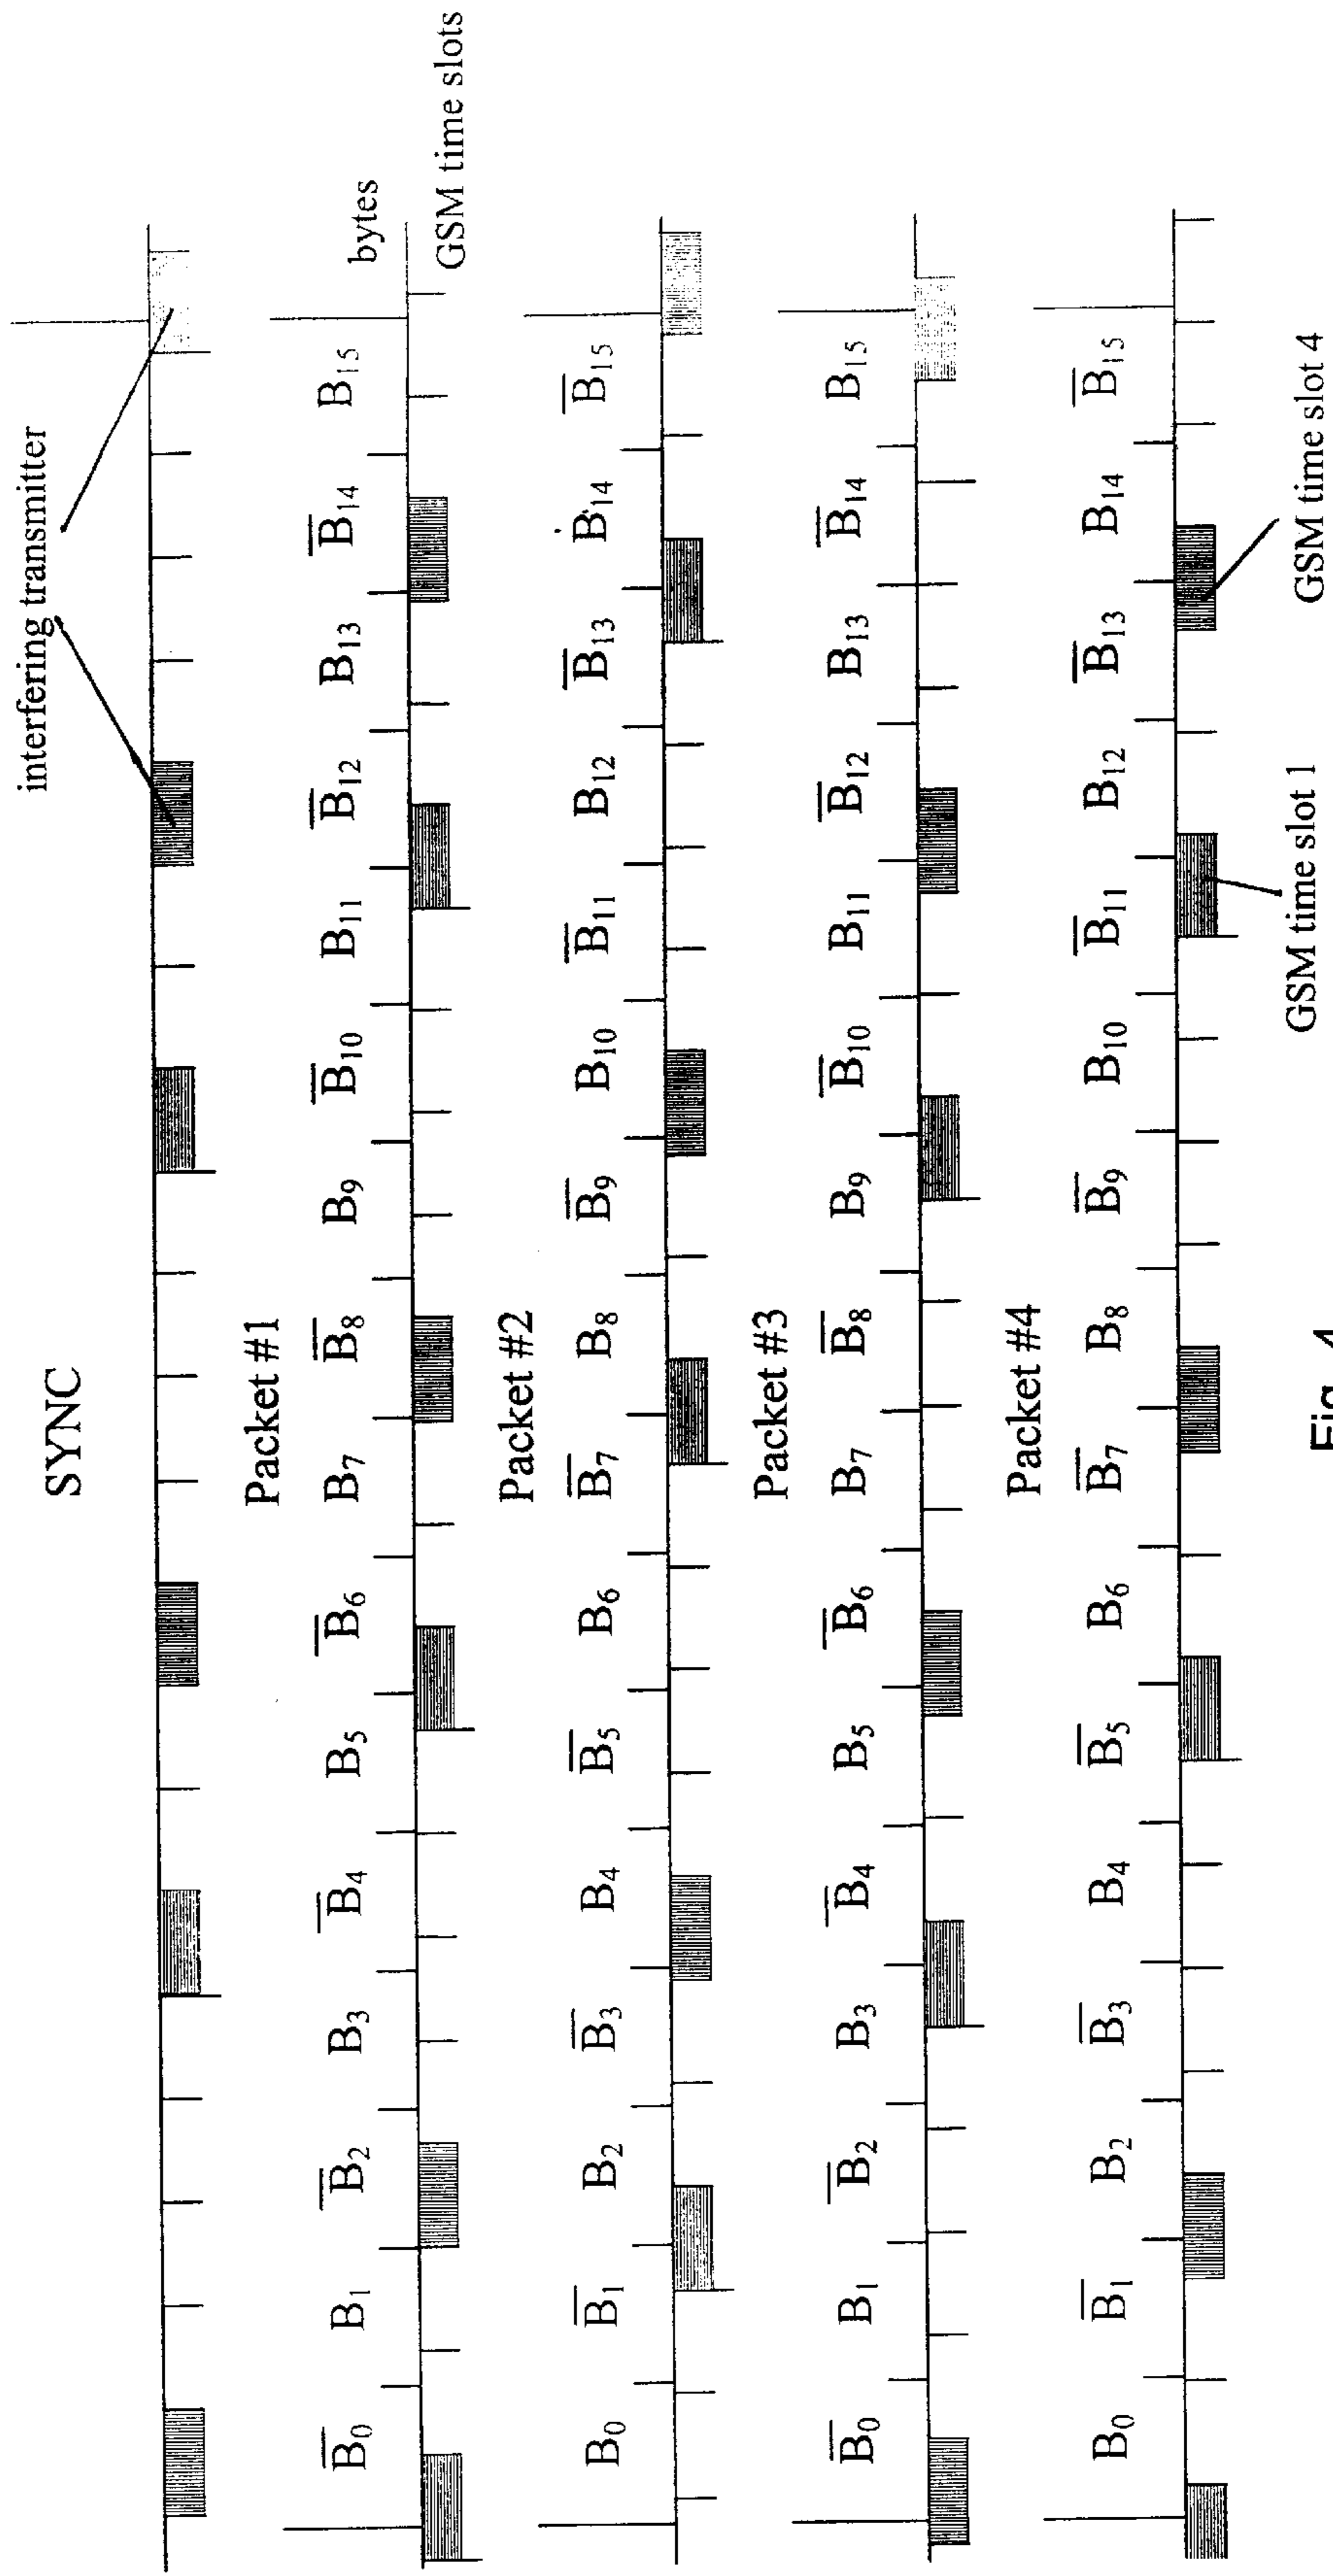 SYNC
interfering transmitter
Packet #1
B̅₀ B₁ B̅₂ B₃ B̅₄ B₅ B̅₆ B₇ B̅₈ B₉ B̅₁₀ B₁₁ B̅₁₂ B₁₃ B̅₁₄ B₁₅ bytes
GSM time slots
Packet #2
B₀ B̅₁ B₂ B̅₃ B₄ B̅₅ B₆ B̅₇ B₈ B̅₉ B₁₀ B̅₁₁ B₁₂ B̅₁₃ B₁₄ B̅₁₅
Packet #3
B̅₀ B₁ B̅₂ B₃ B̅₄ B₅ B̅₆ B₇ B̅₈ B₉ B̅₁₀ B₁₁ B̅₁₂ B₁₃ B̅₁₄ B₁₅
Packet #4
B₀ B̅₁ B₂ B̅₃ B₄ B̅₅ B₆ B̅₇ B₈ B̅₉ B₁₀ B̅₁₁ B₁₂ B̅₁₃ B₁₄ B̅₁₅
GSM time slot 1
GSM time slot 4
Fig. 4